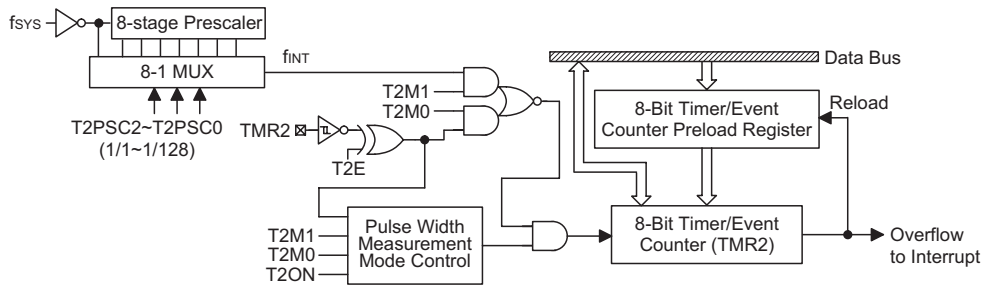 fSYS
8-stage Prescaler
8-1 MUX
fINT
T2PSC2~T2PSC0
(1/1~1/128)
TMR2
T2E
T2M1
T2M0
T2M1
T2M0
T2ON
Pulse Width
Measurement
Mode Control
Data Bus
8-Bit Timer/Event
Counter Preload Register
Reload
8-Bit Timer/Event
Counter (TMR2)
Overflow
to Interrupt